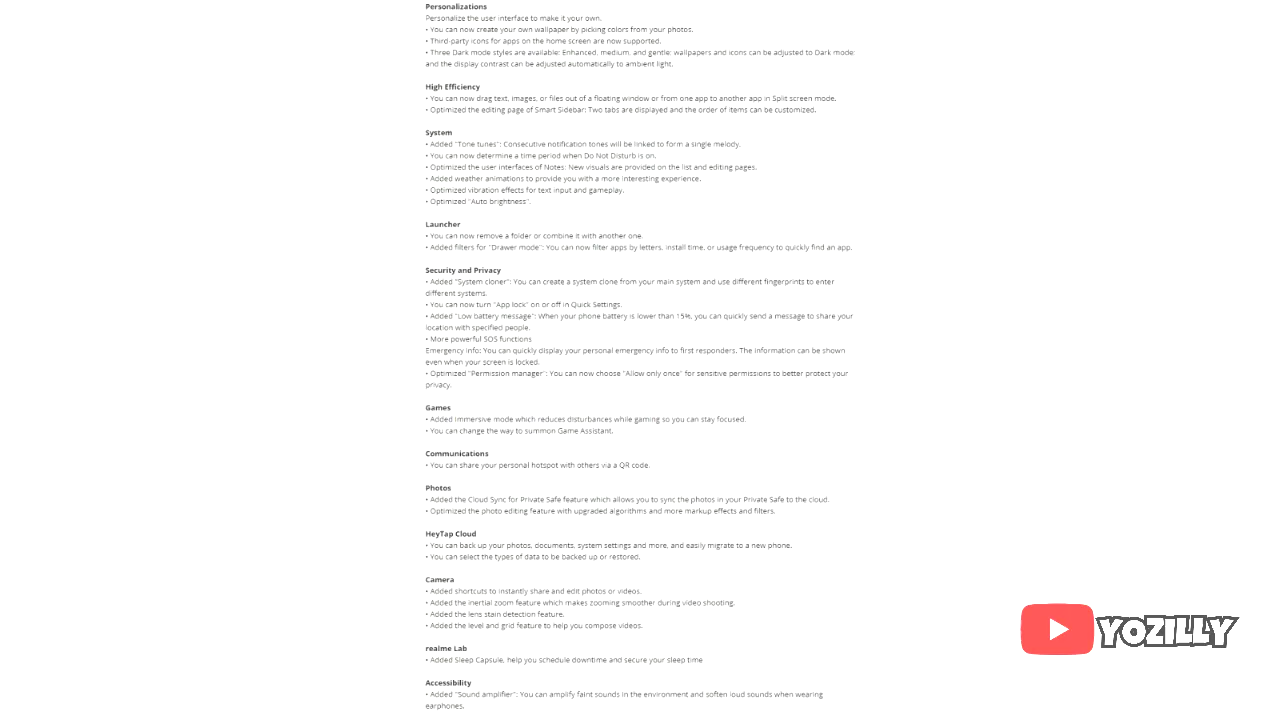 Personalizations
Personalize the user interface to make it your own.
• You can now create your own wallpaper by picking colors from your photos.
• Third-party icons for apps on the home screen are now supported.
• Three Dark mode styles are available: Enhanced, medium, and gentle; wallpapers and icons can be adjusted to Dark mode;
and the display contrast can be adjusted automatically to ambient light.
High Efficiency
• You can now drag text, images, or files out of a floating window or from one app to another app in Split screen mode.
• Optimized the editing page of Smart Sidebar: Two tabs are displayed and the order of items can be customized.
System
• Added "Tone tunes": Consecutive notification tones will be linked to form a single melody.
• You can now determine a time period when Do Not Disturb is on.
• Optimized the user interfaces of Notes: New visuals are provided on the list and editing pages.
• Added weather animations to provide you with a more interesting experience.
• Optimized vibration effects for text input and gameplay.
• Optimized "Auto brightness".
Launcher
• You can now remove a folder or combine it with another one.
• Added filters for "Drawer mode": You can now filter apps by letters, install time, or usage frequency to quickly find an app.
Security and Privacy
• Added "System cloner": You can create a system clone from your main system and use different fingerprints to enter
different systems.
• You can now turn "App lock" on or off in Quick Settings.
• Added "Low battery message": When your phone battery is lower than 15%, you can quickly send a message to share your
location with specified people.
• More powerful SOS functions
Emergency info: You can quickly display your personal emergency info to first responders. The information can be shown
even when your screen is locked.
• Optimized "Permission manager": You can now choose "Allow only once" for sensitive permissions to better protect your
privacy.
Games
• Added Immersive mode which reduces disturbances while gaming so you can stay focused.
• You can change the way to summon Game Assistant.
Communications
• You can share your personal hotspot with others via a QR code.
Photos
• Added the Cloud Sync for Private Safe feature which allows you to sync the photos in your Private Safe to the cloud.
• Optimized the photo editing feature with upgraded algorithms and more markup effects and filters.
HeyTap Cloud
• You can back up your photos, documents, system settings and more, and easily migrate to a new phone.
• You can select the types of data to be backed up or restored.
Camera
• Added shortcuts to instantly share and edit photos or videos.
• Added the inertial zoom feature which makes zooming smoother during video shooting.
• Added the lens stain detection feature.
• Added the level and grid feature to help you compose videos.
realme Lab
• Added Sleep Capsule, help you schedule downtime and secure your sleep time
Accessibility
• Added "Sound amplifier": You can amplify faint sounds in the environment and soften loud sounds when wearing
earphones.
YOZILLY